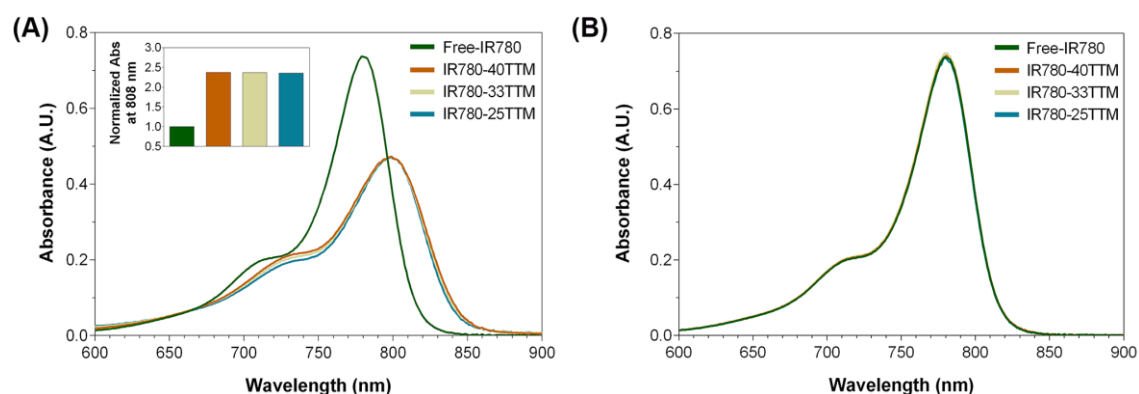 (A)
Absorbance (A.U.)
0.8
0.6
0.4
0.2
0.0
Normalized Abs
at 808 nm
3.0
2.5
2.0
1.5
1.0
0.5
Free-IR780
IR780-40TTM
IR780-33TTM
IR780-25TTM
600 700 750 800 850 900
Wavelength (nm)
(B)
Absorbance (A.U.)
0.8
0.6
0.4
0.2
0.0
Free-IR780
IR780-40TTM
IR780-33TTM
IR780-25TTM
600 700 750 800 850 900
Wavelength (nm)